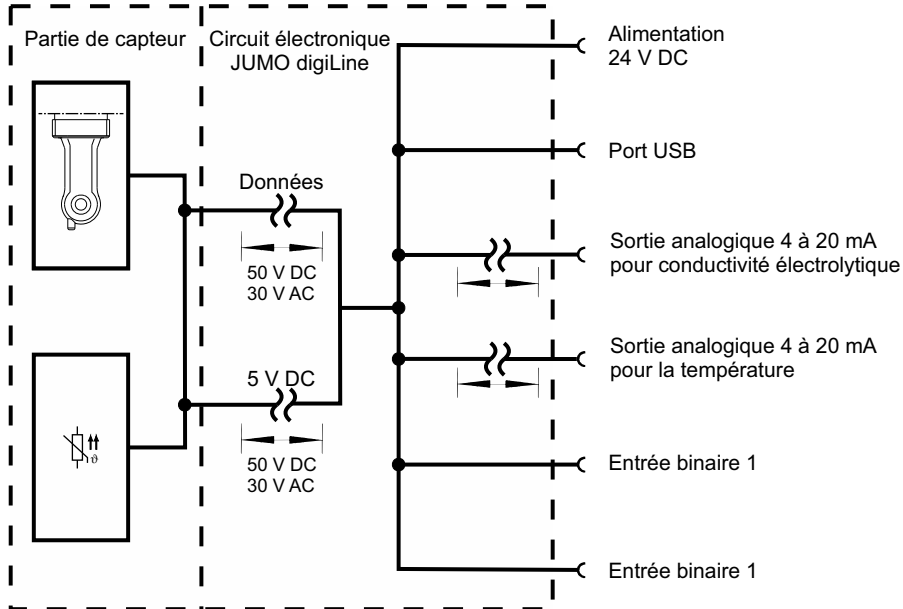 Partie de capteur
Circuit électronique
JUMO digiLine
Données
50 V DC
30 V AC
5 V DC
50 V DC
30 V AC
ϑ
Alimentation
24 V DC
Port USB
Sortie analogique 4 à 20 mA
pour conductivité électrolytique
Sortie analogique 4 à 20 mA
pour la température
Entrée binaire 1
Entrée binaire 1